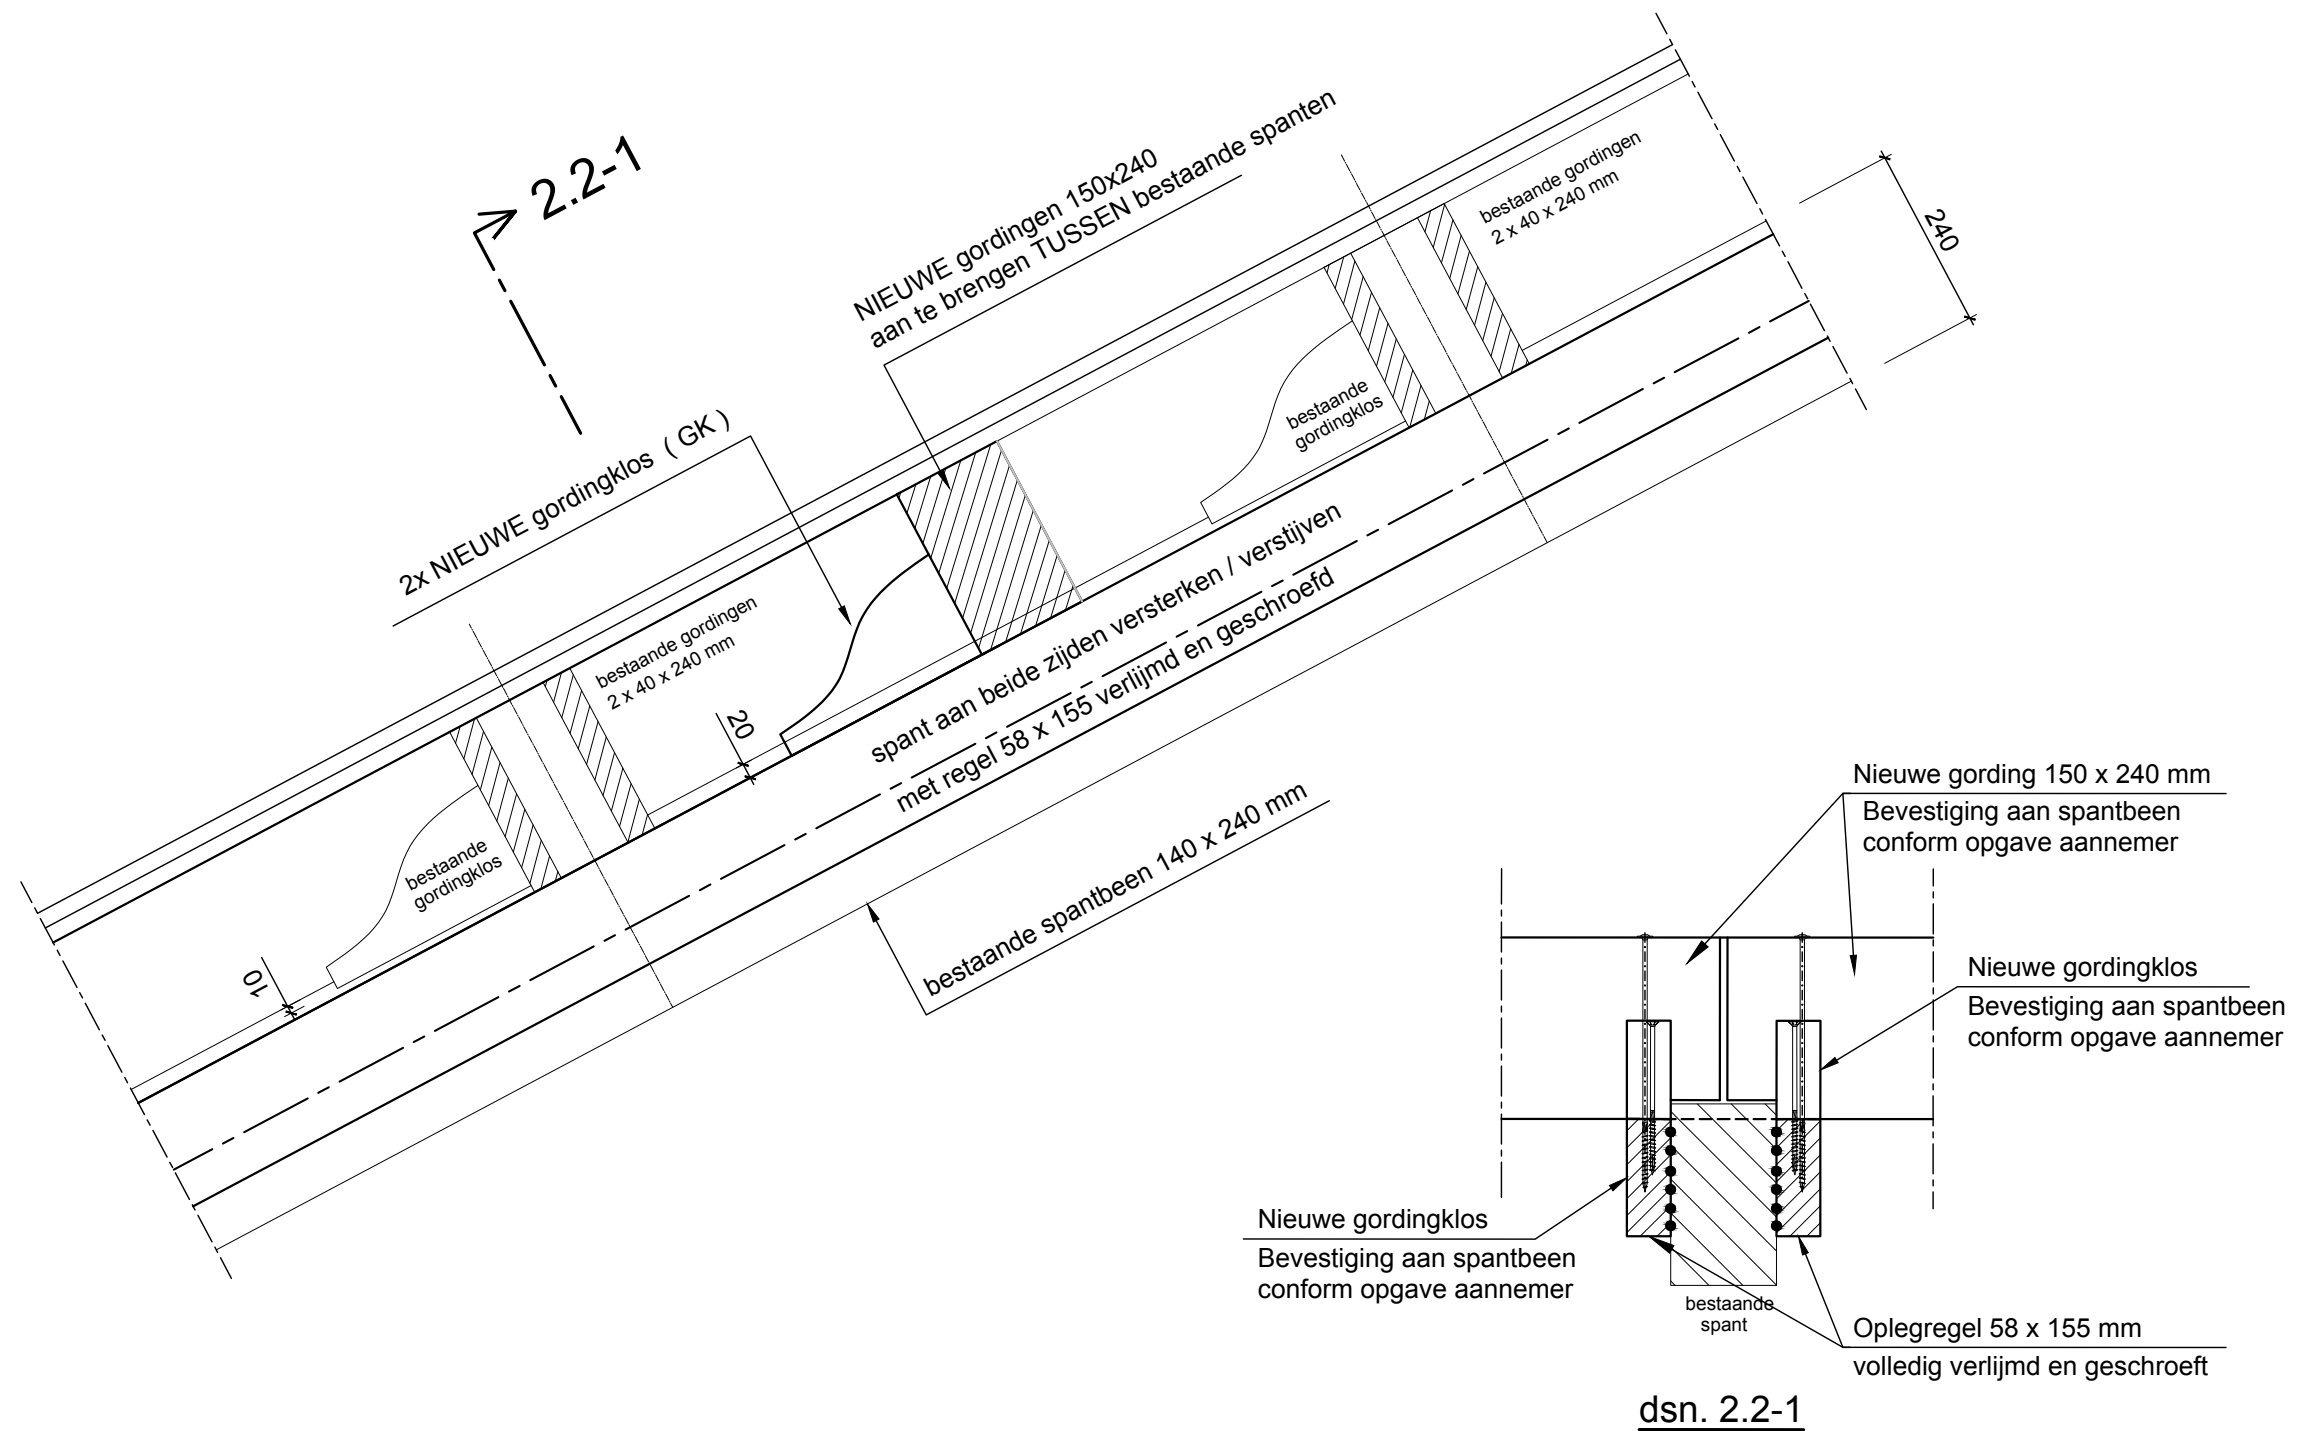 2.2-1
NIEUWE gordingen 150x240
aan te brengen TUSSEN bestaande spanten
bestaande gordingen
2 x 40 x 240 mm
240
2x NIEUWE gordingklos ( GK )
bestaande
gordingklos
bestaande gordingen
2 x 40 x 240 mm
20
spant aan beide zijden versterken / verstijven
met regel 58 x 155 verlijmd en geschroefd
bestaande
gordingklos
10
bestaande spantbeen 140 x 240 mm
Nieuwe gording 150 x 240 mm
Bevestiging aan spantbeen
conform opgave aannemer
Nieuwe gordingklos
Bevestiging aan spantbeen
conform opgave aannemer
Nieuwe gordingklos
Bevestiging aan spantbeen
conform opgave aannemer
bestaande
spant
Oplegregel 58 x 155 mm
volledig verlijmd en geschroeft
dsn. 2.2-1